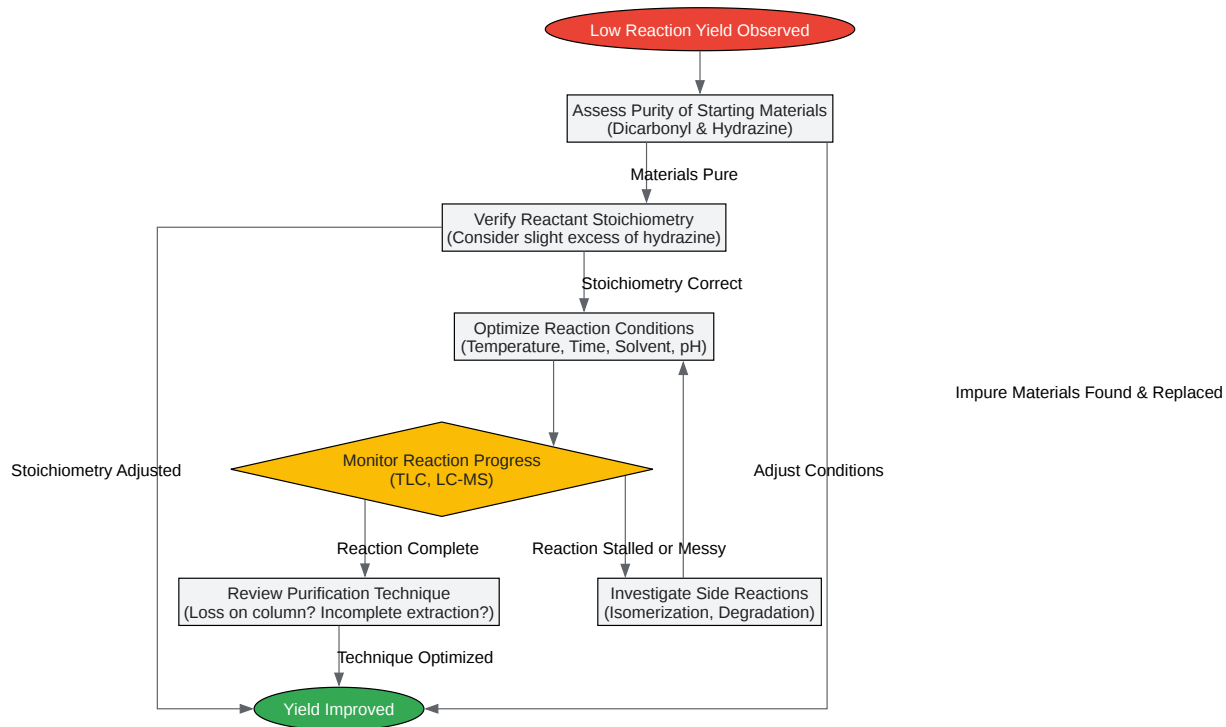 Low Reaction Yield Observed
Assess Purity of Starting Materials
(Dicarbonyl & Hydrazine)
Materials Pure
Verify Reactant Stoichiometry
(Consider slight excess of hydrazine)
Stoichiometry Correct
Optimize Reaction Conditions
(Temperature, Time, Solvent, pH)
Impure Materials Found & Replaced
Monitor Reaction Progress
(TLC, LC-MS)
Stoichiometry Adjusted
Adjust Conditions
Reaction Complete
Reaction Stalled or Messy
Review Purification Technique
(Loss on column? Incomplete extraction?)
Investigate Side Reactions
(Isomerization, Degradation)
Technique Optimized
Yield Improved